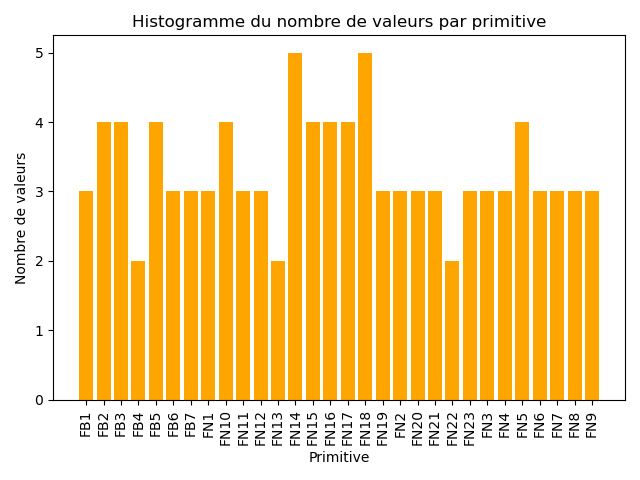 Histogramme du nombre de valeurs par primitive
Nombre de valeurs
5
4
3
2
1
0
FB1 FB2 FB3 FB4 FB5 FB6 FB7 FN1 FN10 FN11 FN12 FN13 FN14 FN15 FN16 FN17 FN18 FN19 FN2 FN20 FN21 FN22 FN23 FN3 FN4 FN5 FN6 FN7 FN8 FN9
Primitive